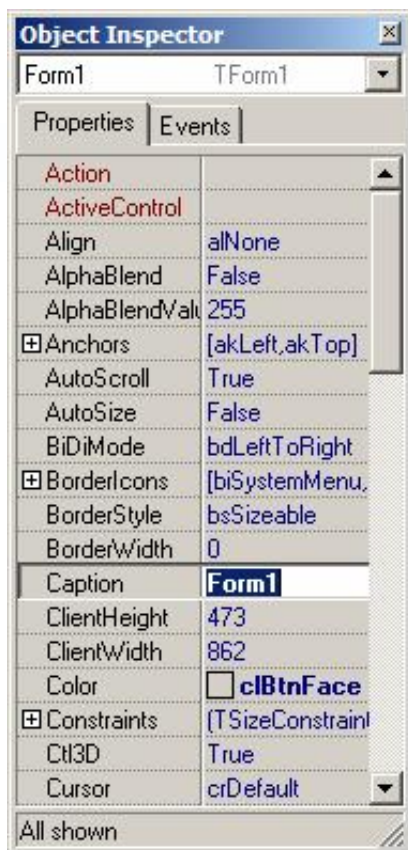 Object Inspector
Form1 TForm1
Properties Events
Action
ActiveControl
Align alNone
AlphaBlend False
AlphaBlendValu 255
Anchors [akLeft,akTop]
AutoScroll True
AutoSize False
BiDiMode bdLeftToRight
BorderIcons [biSystemMenu,
BorderStyle bsSizeable
BorderWidth 0
Caption Form1
ClientHeight 473
ClientWidth 862
Color clBtnFace
Constraints (TSizeConstraint
Ctl3D True
Cursor crDefault
All shown